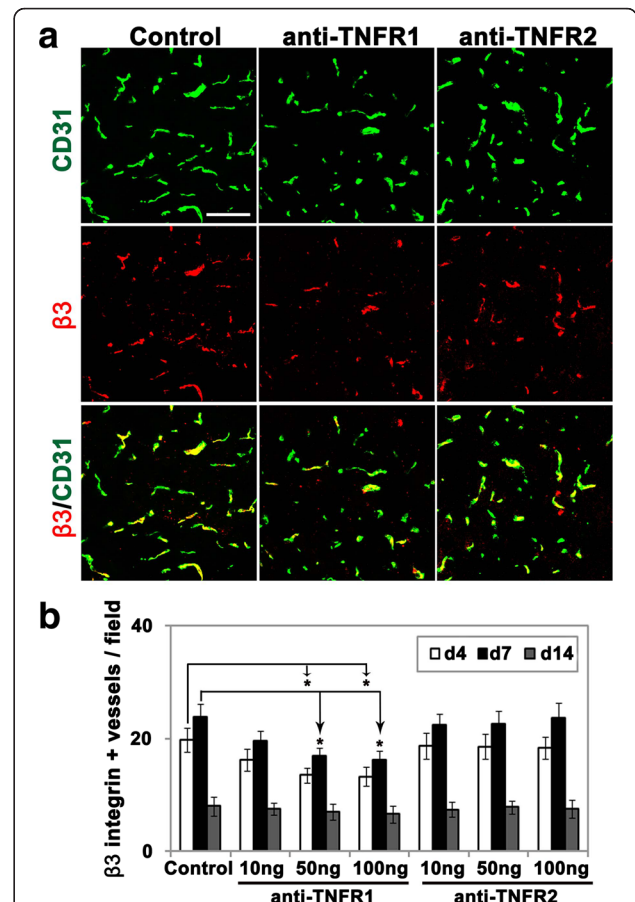 a
Control anti-TNFR1 anti-TNFR2
CD31
β3
β3/CD31
b
β3 integrin + vessels / field
40
20
0
d4 d7 d14
* *
* *
Control 10ng 50ng 100ng 10ng 50ng 100ng
anti-TNFR1 anti-TNFR2